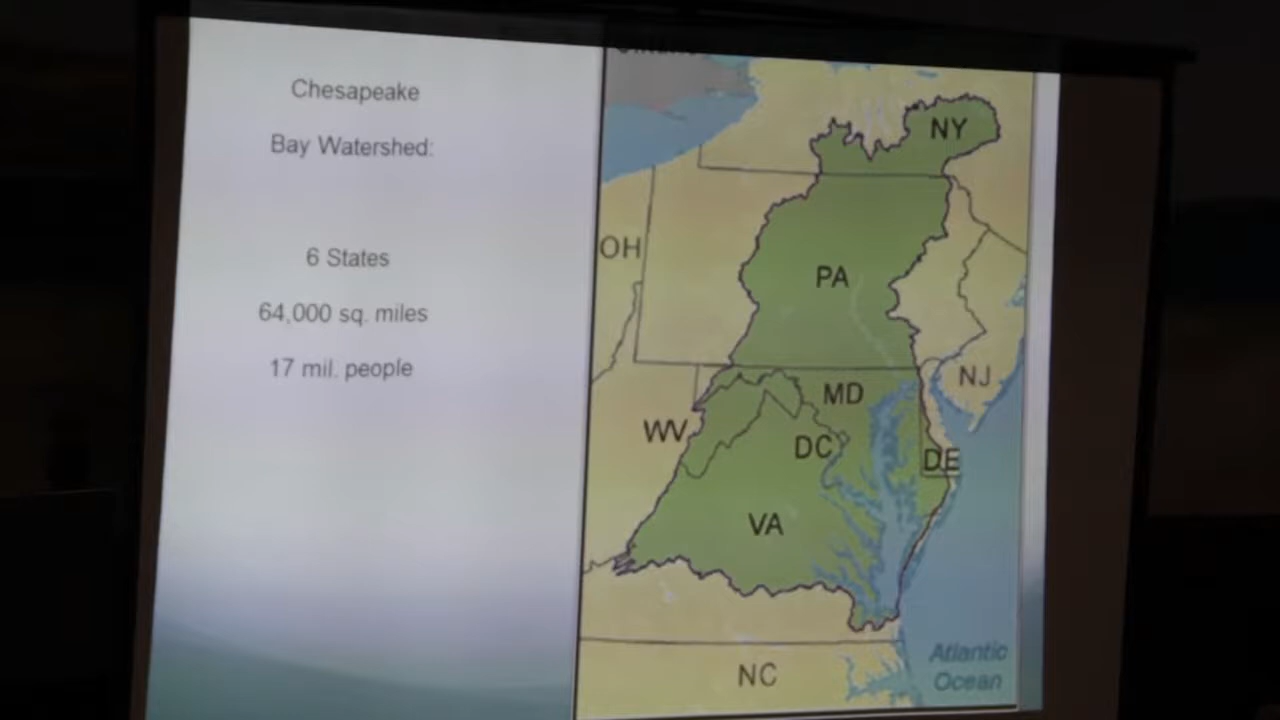 Chesapeake
Bay Watershed:
6 States
64,000 sq. miles
17 mil. people
NY
OH
PA
NJ
MD
WV
DC
DE
VA
Atlantic
Ocean
NC